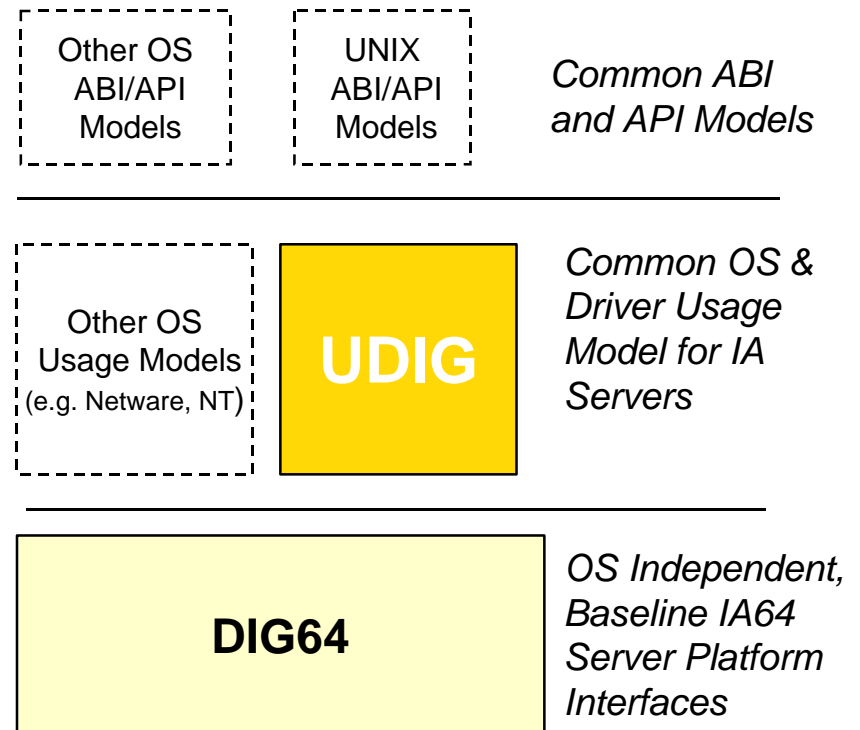 Other OS
ABI/API
Models
UNIX
ABI/API
Models
Common ABI
and API Models
Other OS
Usage Models
(e.g. Netware, NT)
UDIG
Common OS &
Driver Usage
Model for IA
Servers
DIG64
OS Independent,
Baseline IA64
Server Platform
Interfaces